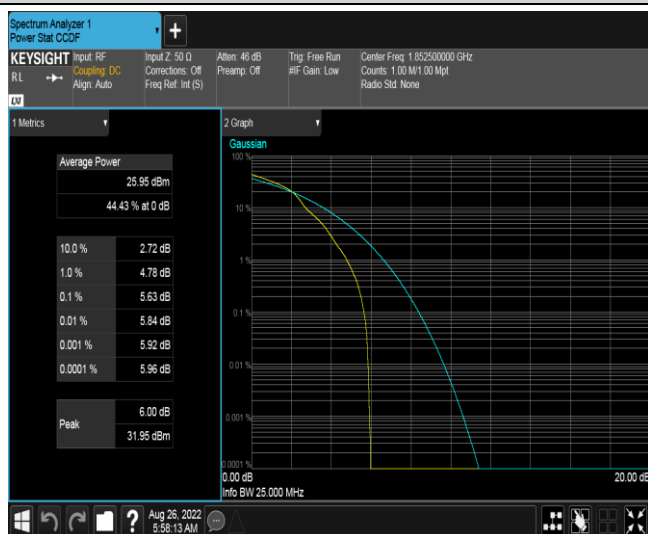 Spectrum Analyzer 1
Power Stat CCDF
KEYSIGHT
RL
LXI
Input: RF
Coupling: DC
Align: Auto
Input Z: 50 Ω
Corrections: Off
Freq Ref: Int (S)
Atten: 46 dB
Preamp: Off
Trig: Free Run
#IF Gain: Low
Center Freq: 1.852500000 GHz
Counts: 1.00 M/1.00 Mpt
Radio Std: None
1 Metrics
Average Power
25.95 dBm
44.43 % at 0 dB
10.0 % 2.72 dB
1.0 % 4.78 dB
0.1 % 5.63 dB
0.01 % 5.84 dB
0.001 % 5.92 dB
0.0001 % 5.96 dB
Peak
6.00 dB
31.95 dBm
2 Graph
Gaussian
100 %
10 %
1 %
0.1 %
0.01 %
0.001 %
0.0001 %
0.00 dB 20.00 dB
Info BW 25.000 MHz
?
Aug 26, 2022
5:58:13 AM